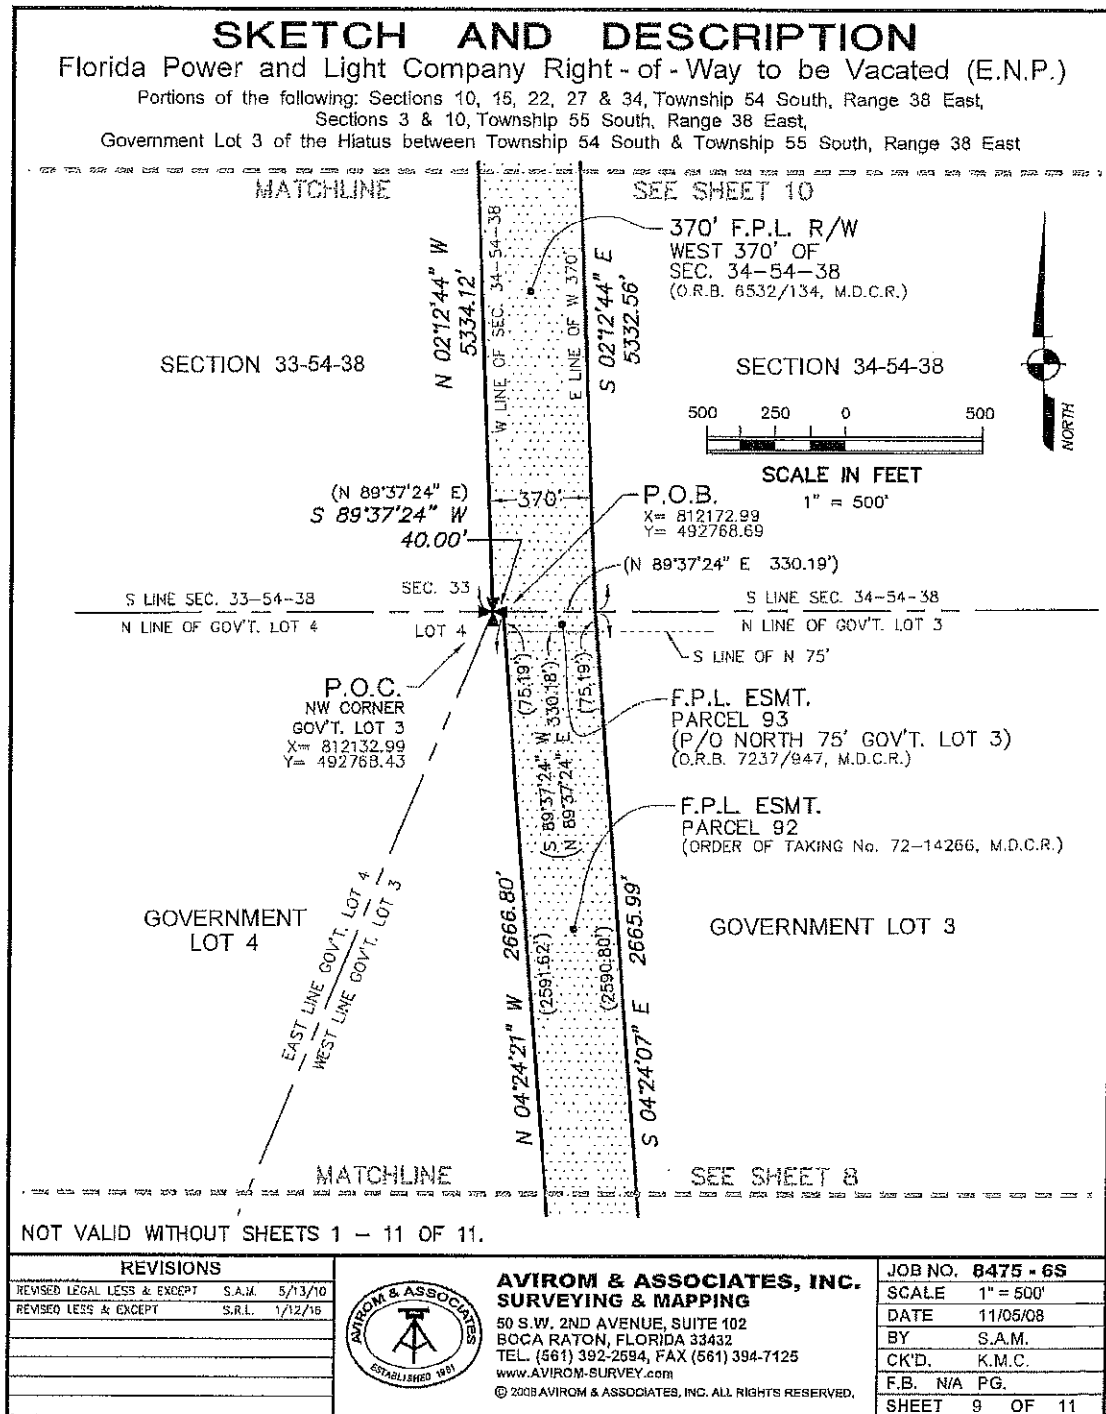 SKETCH AND DESCRIPTION
Florida Power and Light Company Right-of-Way to be Vacated (E.N.P.)
Portions of the following: Sections 10, 15, 22, 27 & 34, Township 54 South, Range 38 East,
Sections 3 & 10, Township 55 South, Range 38 East,
Government Lot 3 of the Hiatus between Township 54 South & Township 55 South, Range 38 East
MATCHLINE
SEE SHEET 10
N 02°12'44" W
5334.12'
W LINE OF SEC. 34-54-38
E LINE OF W 370'
S 02°12'44" E
5332.56'
370' F.P.L. R/W
WEST 370' OF
SEC. 34-54-38
(O.R.B. 6532/134, M.D.C.R.)
SECTION 33-54-38
SECTION 34-54-38
NORTH
500 250 0 500
SCALE IN FEET
1" = 500'
(N 89°37'24" E)
S 89°37'24" W
40.00'
370'
P.O.B.
X= 812172.99
Y= 492768.69
(N 89°37'24" E 330.19')
SEC. 33
S LINE SEC. 33-54-38
N LINE OF GOV'T. LOT 4
LOT 4
S LINE SEC. 34-54-38
N LINE OF GOV'T. LOT 3
S LINE OF N 75'
P.O.C.
NW CORNER
GOV'T. LOT 3
X= 812132.99
Y= 492768.43
(75.19')
(S 89°37'24" W 330.18')
(N 89°37'24" E
(75.19')
F.P.L. ESMT.
PARCEL 93
(P/O NORTH 75' GOV'T. LOT 3)
(O.R.B. 7237/947, M.D.C.R.)
F.P.L. ESMT.
PARCEL 92
(ORDER OF TAKING No. 72-14266, M.D.C.R.)
GOVERNMENT
LOT 4
EAST LINE GOV'T. LOT 4
WEST LINE GOV'T. LOT 3
N 04°24'21" W 2666.80'
(2591.62')
(2590.80')
S 04°24'07" E 2665.99'
GOVERNMENT LOT 3
MATCHLINE
SEE SHEET 8
NOT VALID WITHOUT SHEETS 1 - 11 OF 11.
REVISIONS
REVISED LEGAL LESS & EXCEPT S.A.M. 5/13/10
REVISED LESS & EXCEPT S.R.L. 1/12/16
AVIROM & ASSOCIATES
ESTABLISHED 1981
AVIROM & ASSOCIATES, INC.
SURVEYING & MAPPING
50 S.W. 2ND AVENUE, SUITE 102
BOCA RATON, FLORIDA 33432
TEL. (561) 392-2594, FAX (561) 394-7125
www.AVIROM-SURVEY.com
© 2008 AVIROM & ASSOCIATES, INC. ALL RIGHTS RESERVED.
JOB NO. 8475-6S
SCALE 1" = 500'
DATE 11/05/08
BY S.A.M.
CK'D. K.M.C.
F.B. N/A PG.
SHEET 9 OF 11